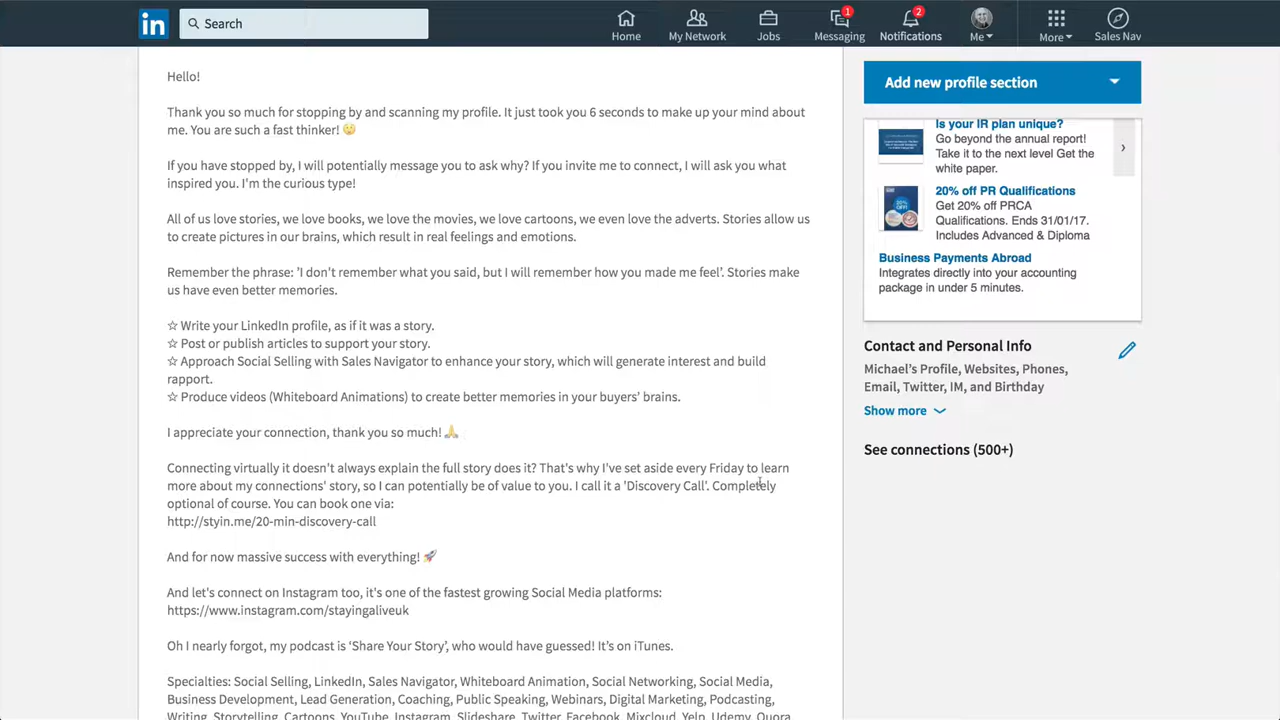 in
Search
Home
My Network
Jobs
1
Messaging
2
Notifications
Me
More
Sales Nav
Hello!
Thank you so much for stopping by and scanning my profile. It just took you 6 seconds to make up your mind about
me. You are such a fast thinker!
If you have stopped by, I will potentially message you to ask why? If you invite me to connect, I will ask you what
inspired you. I'm the curious type!
All of us love stories, we love books, we love the movies, we love cartoons, we even love the adverts. Stories allow us
to create pictures in our brains, which result in real feelings and emotions.
Remember the phrase: 'I don't remember what you said, but I will remember how you made me feel'. Stories make
us have even better memories.
☆ Write your LinkedIn profile, as if it was a story.
☆ Post or publish articles to support your story.
☆ Approach Social Selling with Sales Navigator to enhance your story, which will generate interest and build
rapport.
☆ Produce videos (Whiteboard Animations) to create better memories in your buyers' brains.
I appreciate your connection, thank you so much! 🙏
Connecting virtually it doesn't always explain the full story does it? That's why I've set aside every Friday to learn
more about my connections' story, so I can potentially be of value to you. I call it a 'Discovery Call'. Completely
optional of course. You can book one via:
http://styin.me/20-min-discovery-call
And for now massive success with everything! 🚀
And let's connect on Instagram too, it's one of the fastest growing Social Media platforms:
https://www.instagram.com/stayingaliveuk
Oh I nearly forgot, my podcast is 'Share Your Story', who would have guessed! It's on iTunes.
Specialties: Social Selling, LinkedIn, Sales Navigator, Whiteboard Animation, Social Networking, Social Media,
Business Development, Lead Generation, Coaching, Public Speaking, Webinars, Digital Marketing, Podcasting,
Writing, Storytelling, Cartoons, YouTube, Instagram, Slideshare, Twitter, Facebook, Mixcloud, Yelp, Udemy, Quora
Add new profile section
Is your IR plan unique?
Go beyond the annual report!
Take it to the next level Get the
white paper.
20% off PR Qualifications
Get 20% off PRCA
Qualifications. Ends 31/01/17.
Includes Advanced & Diploma
Business Payments Abroad
Integrates directly into your accounting
package in under 5 minutes.
Contact and Personal Info
Michael's Profile, Websites, Phones,
Email, Twitter, IM, and Birthday
Show more
See connections (500+)